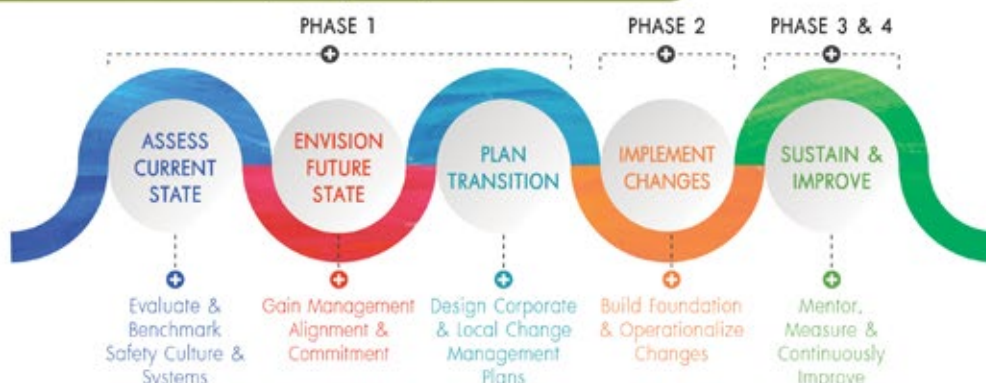 PHASE 1
PHASE 2
PHASE 3 & 4
ASSESS
CURRENT
STATE
ENVISION
FUTURE
STATE
PLAN
TRANSITION
IMPLEMENT
CHANGES
SUSTAIN &
IMPROVE
Evaluate &
Benchmark
Safety Culture &
Systems
Gain Management
Alignment &
Commitment
Design Corporate
& Local Change
Management
Plans
Build Foundation
& Operationalize
Changes
Mentor,
Measure &
Continuously
Improve